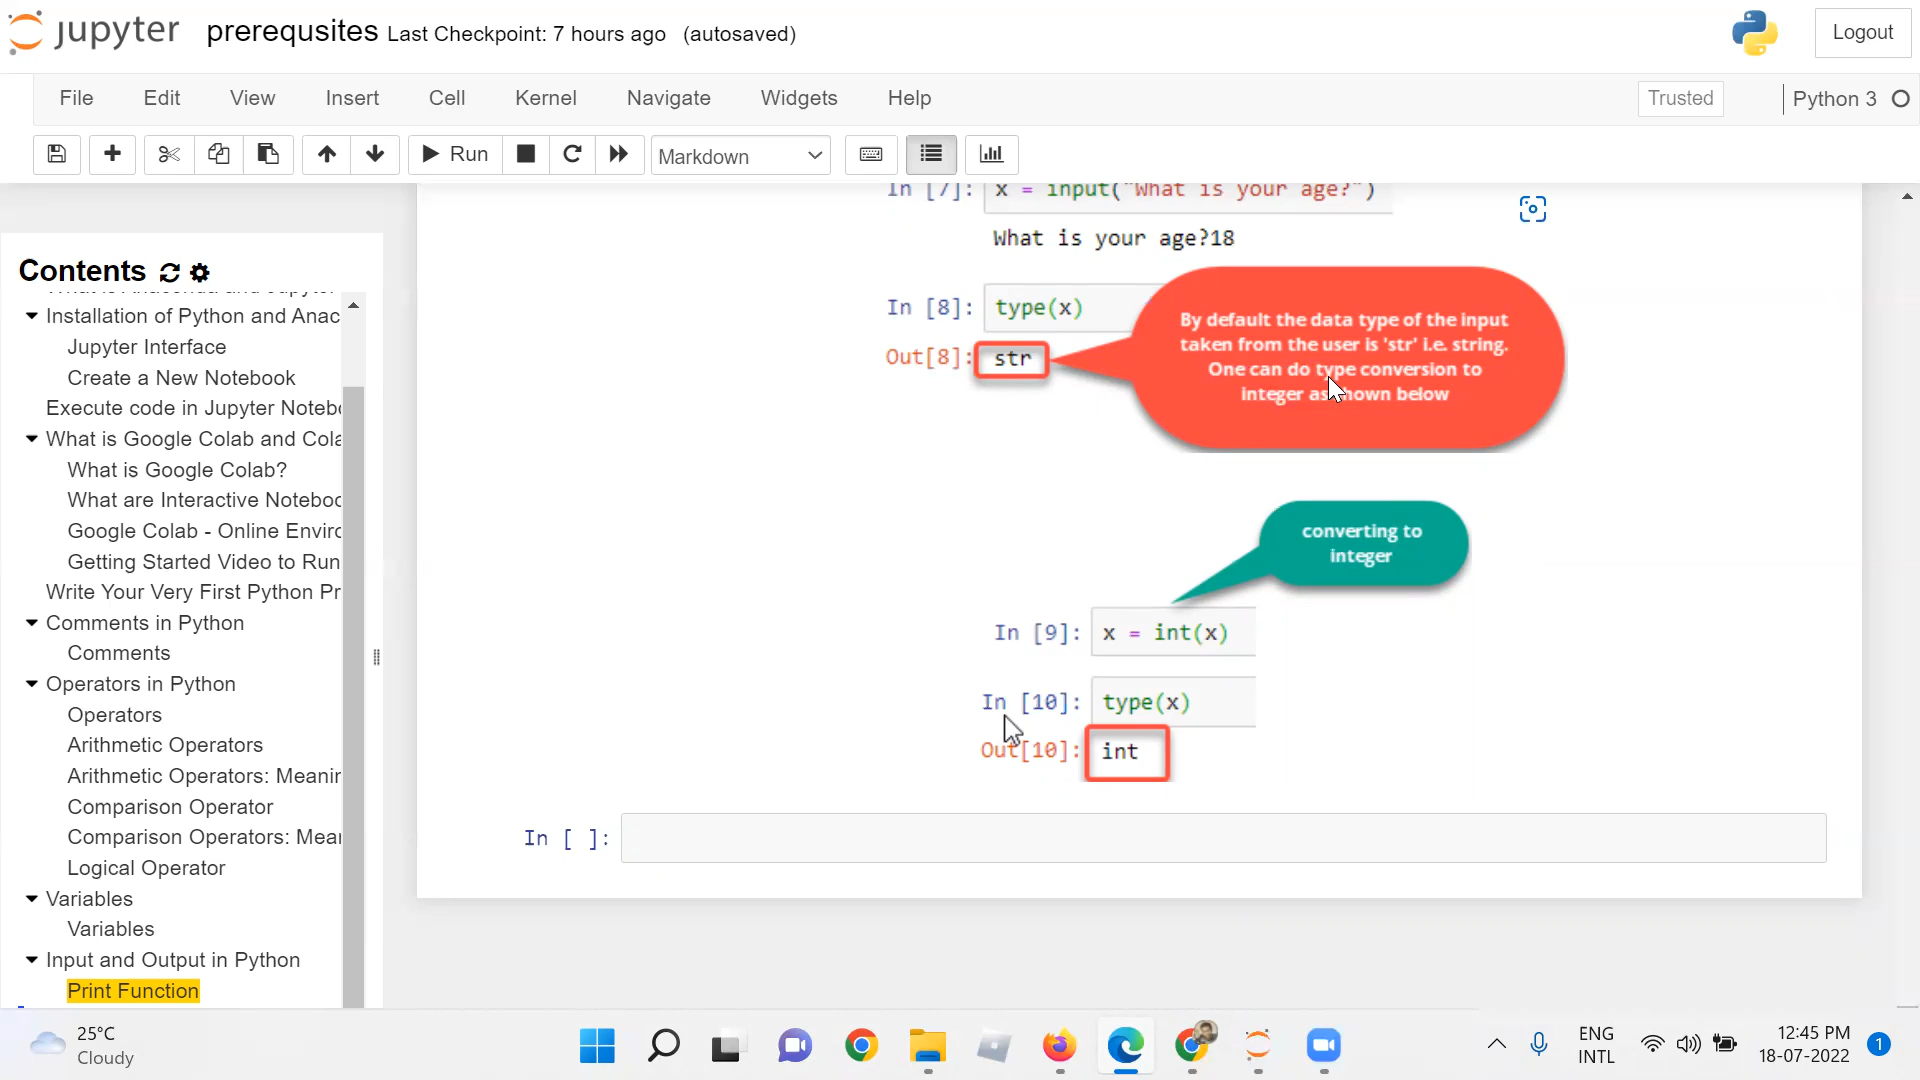 jupyter prerequsites Last Checkpoint: 7 hours ago (autosaved) Logout
File Edit View Insert Cell Kernel Navigate Widgets Help Trusted Python 3
Run Markdown
In [7]: x = input("What is your age?")
What is your age?18
In [8]: type(x)
Out[8]: str
By default the data type of the input
taken from the user is 'str' i.e. string.
One can do type conversion to
integer as shown below
converting to
integer
In [9]: x = int(x)
In [10]: type(x)
Out[10]: int
In [ ]:
Contents
Installation of Python and Anac
Jupyter Interface
Create a New Notebook
Execute code in Jupyter Notebo
What is Google Colab and Cola
What is Google Colab?
What are Interactive Noteboo
Google Colab - Online Enviro
Getting Started Video to Run
Write Your Very First Python Pr
Comments in Python
Comments
Operators in Python
Operators
Arithmetic Operators
Arithmetic Operators: Meanin
Comparison Operator
Comparison Operators: Mear
Logical Operator
Variables
Variables
Input and Output in Python
Print Function
25°C
Cloudy
ENG
INTL
12:45 PM
18-07-2022
1